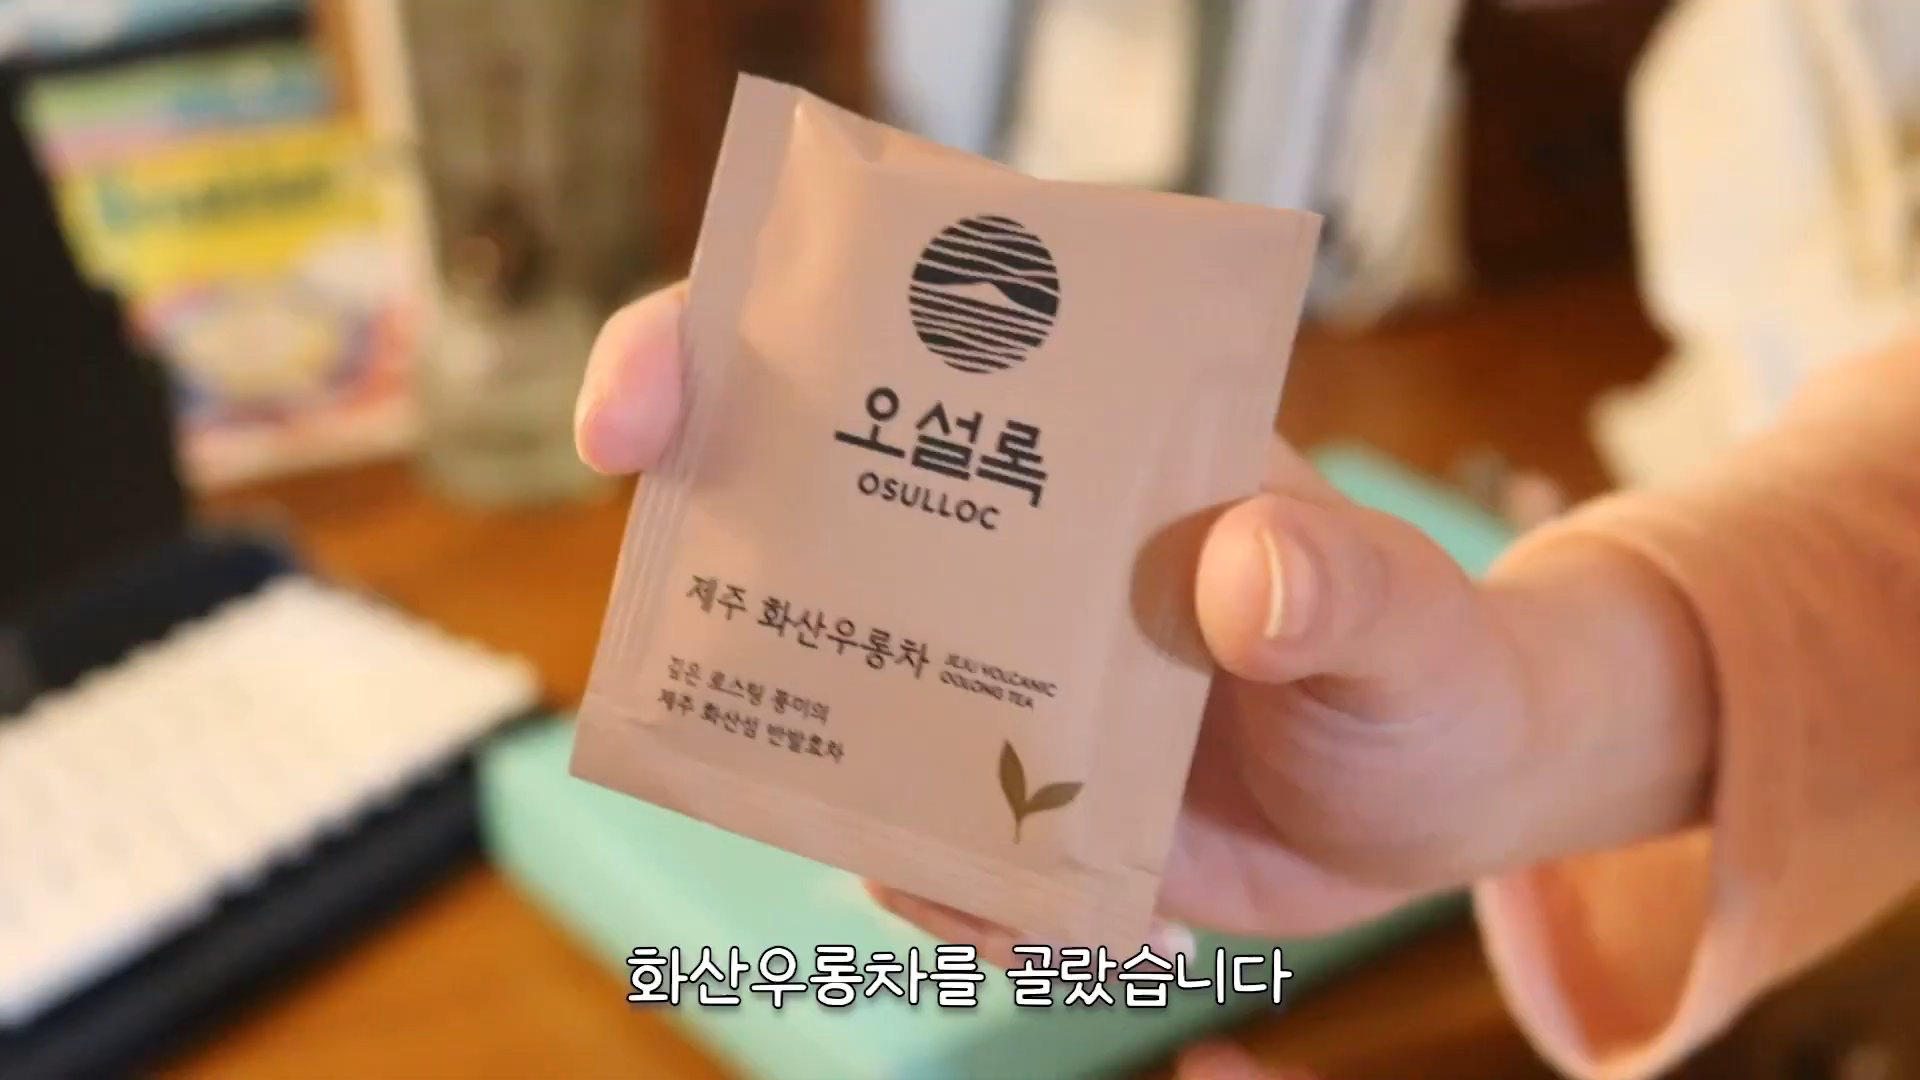 오설록
OSULLOC
제주 화산우롱차
JEJU VOLCANIC
OOLONG TEA
깊은 로스팅 풍미의
제주 화산섬 반발효차
화산우롱차를 골랐습니다